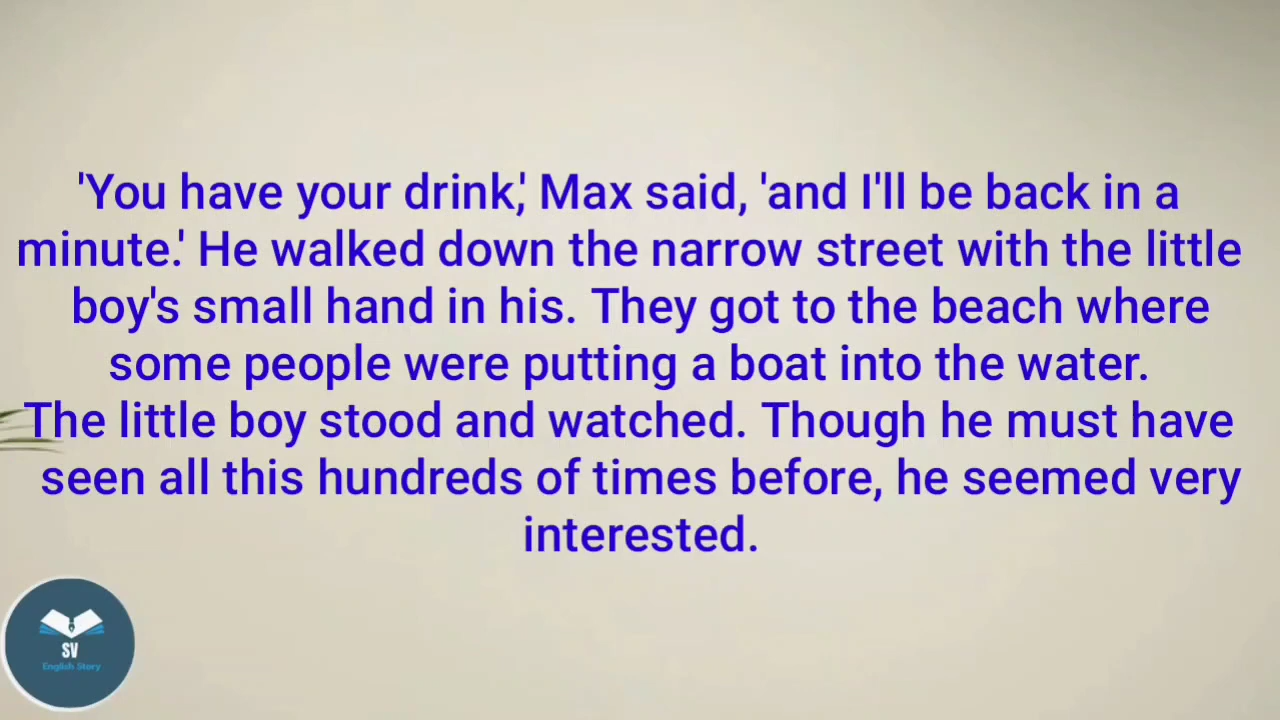 'You have your drink,' Max said, 'and I'll be back in a
minute.' He walked down the narrow street with the little
boy's small hand in his. They got to the beach where
some people were putting a boat into the water.
The little boy stood and watched. Though he must have
seen all this hundreds of times before, he seemed very
interested.
SV
English Story